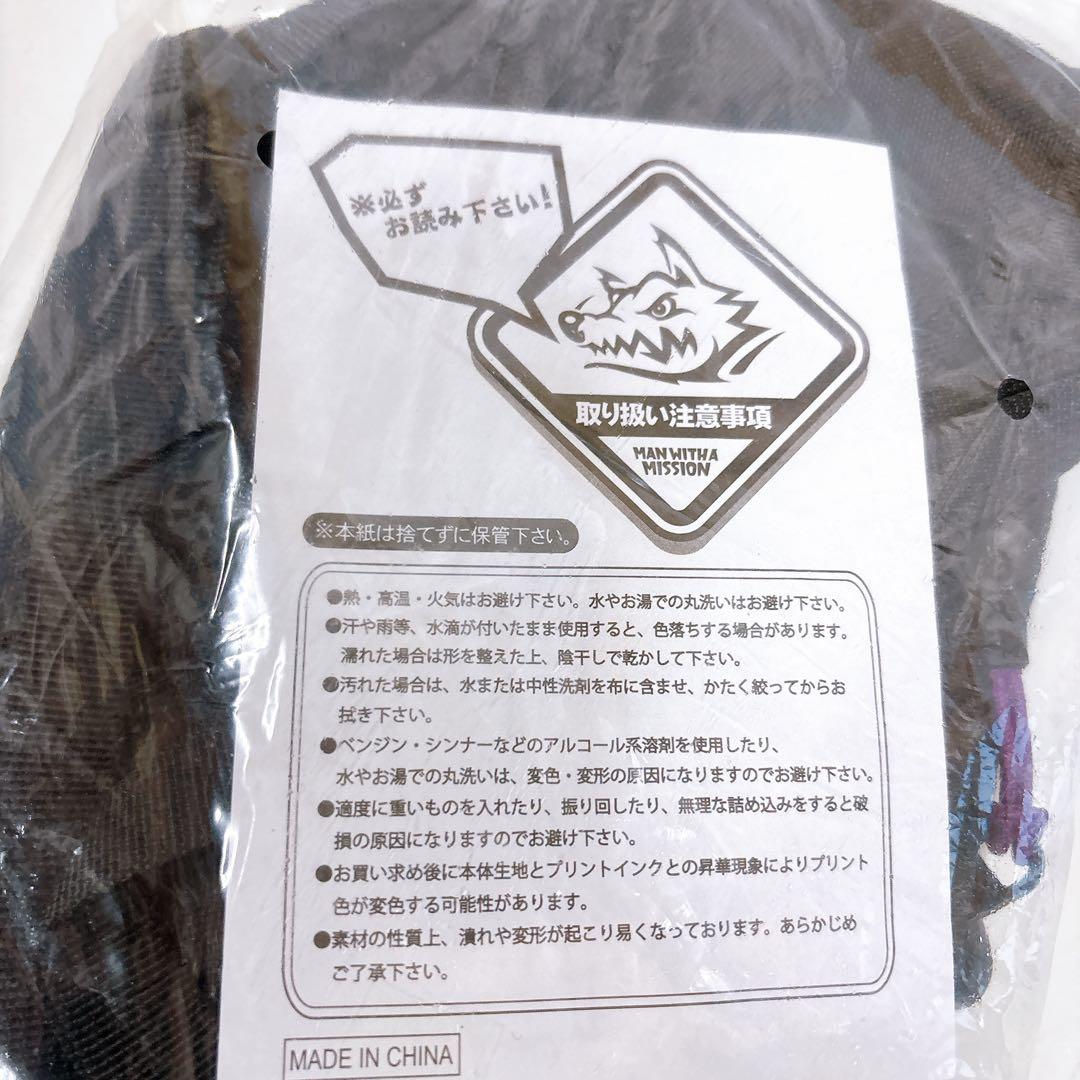 ※必ず
お読み下さい!
取り扱い注意事項
MAN WITH A
MISSION
※本紙は捨てずに保管下さい。
●熱・高温・火気はお避け下さい。水やお湯での丸洗いはお避け下さい。
●汗や雨等、水滴が付いたまま使用すると、色落ちする場合があります。
濡れた場合は形を整えた上、陰干しで乾かして下さい。
●汚れた場合は、水または中性洗剤を布に含ませ、かたく絞ってからお
拭き下さい。
●ベンジン・シンナーなどのアルコール系溶剤を使用したり、
水やお湯での丸洗いは、変色・変形の原因になりますのでお避け下さい。
●適度に重いものを入れたり、振り回したり、無理な詰め込みをすると破
損の原因になりますのでお避け下さい。
●お買い求め後に本体生地とプリントインクとの昇華現象によりプリント
色が変色する可能性があります。
●素材の性質上、潰れや変形が起こり易くなっております。あらかじめ
ご了承下さい。
MADE IN CHINA